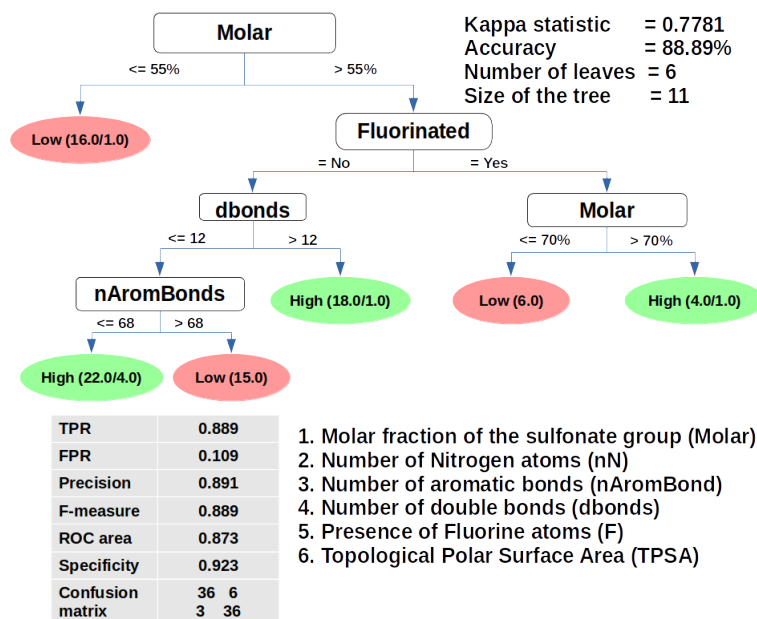 Molar
Kappa statistic = 0.7781
Accuracy = 88.89%
Number of leaves = 6
Size of the tree = 11
<= 55%
> 55%
Low (16.0/1.0)
Fluorinated
= No
= Yes
dbonds
Molar
<= 12
> 12
<= 70%
> 70%
nAromBonds
High (18.0/1.0)
Low (6.0)
High (4.0/1.0)
<= 68
> 68
High (22.0/4.0)
Low (15.0)
TPR 0.889
FPR 0.109
Precision 0.891
F-measure 0.889
ROC area 0.873
Specificity 0.923
Confusion 36 6
matrix 3 36
1. Molar fraction of the sulfonate group (Molar)
2. Number of Nitrogen atoms (nN)
3. Number of aromatic bonds (nAromBond)
4. Number of double bonds (dbonds)
5. Presence of Fluorine atoms (F)
6. Topological Polar Surface Area (TPSA)